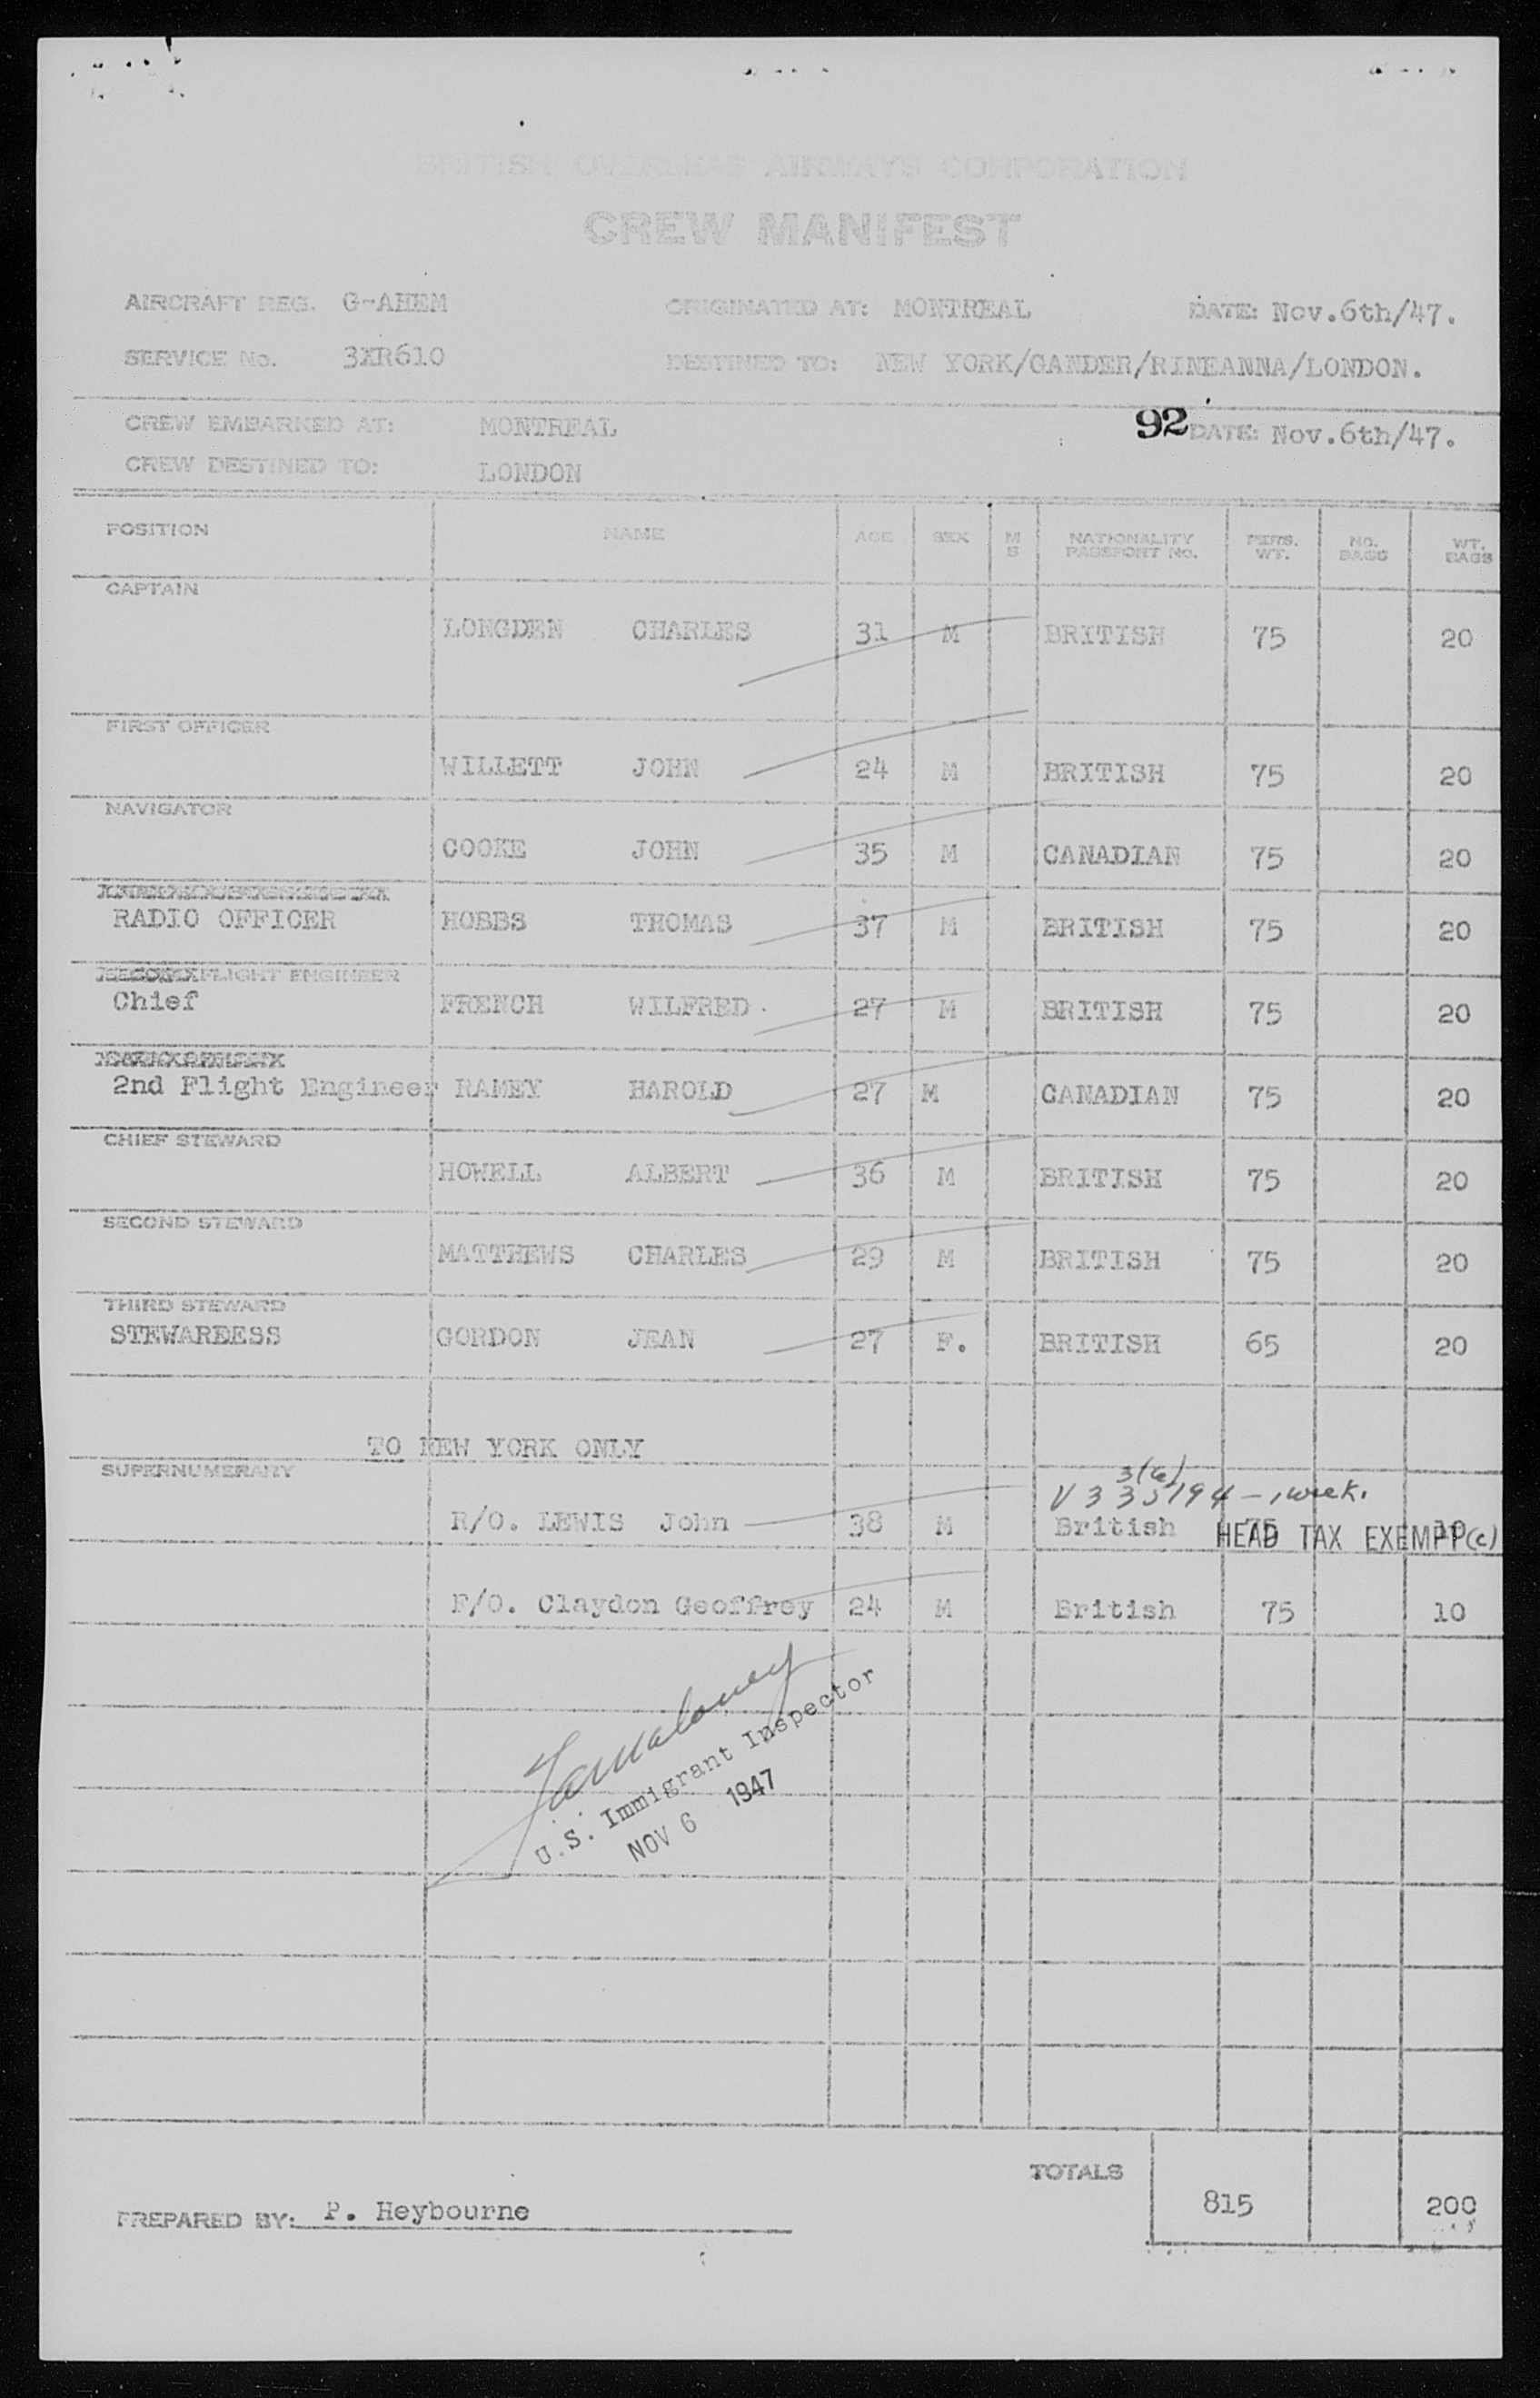 BRITISH OVERSEAS AIRWAYS CORPORATION
CREW MANIFEST
AIRCRAFT REG. G-AHEM ORIGINATED AT: MONTREAL DATE: Nov.6th/47.
SERVICE No. 3XR610 DESTINED TO: NEW YORK/GANDER/RINEANNA/LONDON.
CREW EMBARKED AT: MONTREAL 92 DATE: Nov.6th/47.
CREW DESTINED TO: LONDON
POSITION NAME AGE SEX M S NATIONALITY PASSPORT No. PERS. WT. No. BAGS WT. BAGS
CAPTAIN
LONGDEN CHARLES 31 M BRITISH 75 20
FIRST OFFICER
WILLETT JOHN 24 M BRITISH 75 20
NAVIGATOR
COOKE JOHN 35 M CANADIAN 75 20
RADIO OFFICER HOBBS THOMAS 37 M BRITISH 75 20
FLIGHT ENGINEER
Chief FRENCH WILFRED. 27 M BRITISH 75 20
2nd Flight Engineer RAMEY HAROLD 27 M CANADIAN 75 20
CHIEF STEWARD
HOWELL ALBERT 36 M BRITISH 75 20
SECOND STEWARD
MATTHEWS CHARLES 29 M BRITISH 75 20
THIRD STEWARD
STEWARDESS GORDON JEAN 27 F. BRITISH 65 20
TO NEW YORK ONLY
SUPERNUMERARY
3(6)
V 335194 - 1 week.
R/O. LEWIS John 38 M British 75 10
HEAD TAX EXEMPT (c)
F/O. Claydon Geoffrey 24 M British 75 10
U.S. Immigrant Inspector
NOV 6 1947
TOTALS
815 200
PREPARED BY: P. Heybourne